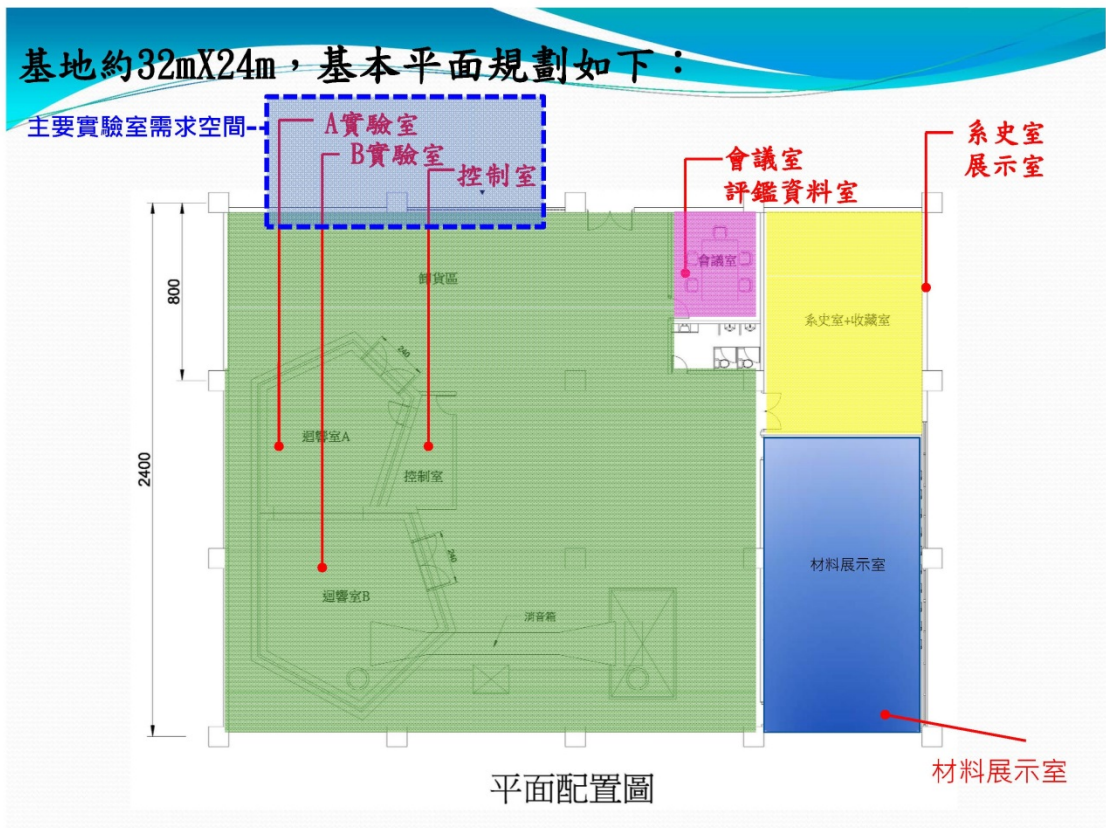 基地約32mX24m，基本平面規劃如下：
主要實驗室需求空間
A實驗室
B實驗室
控制室
會議室
評鑑資料室
系史室
展示室
會議室
卸貨區
800
系史室+收藏室
240
迴響室A
控制室
2400
240
材料展示室
迴響室B
消音箱
材料展示室
平面配置圖